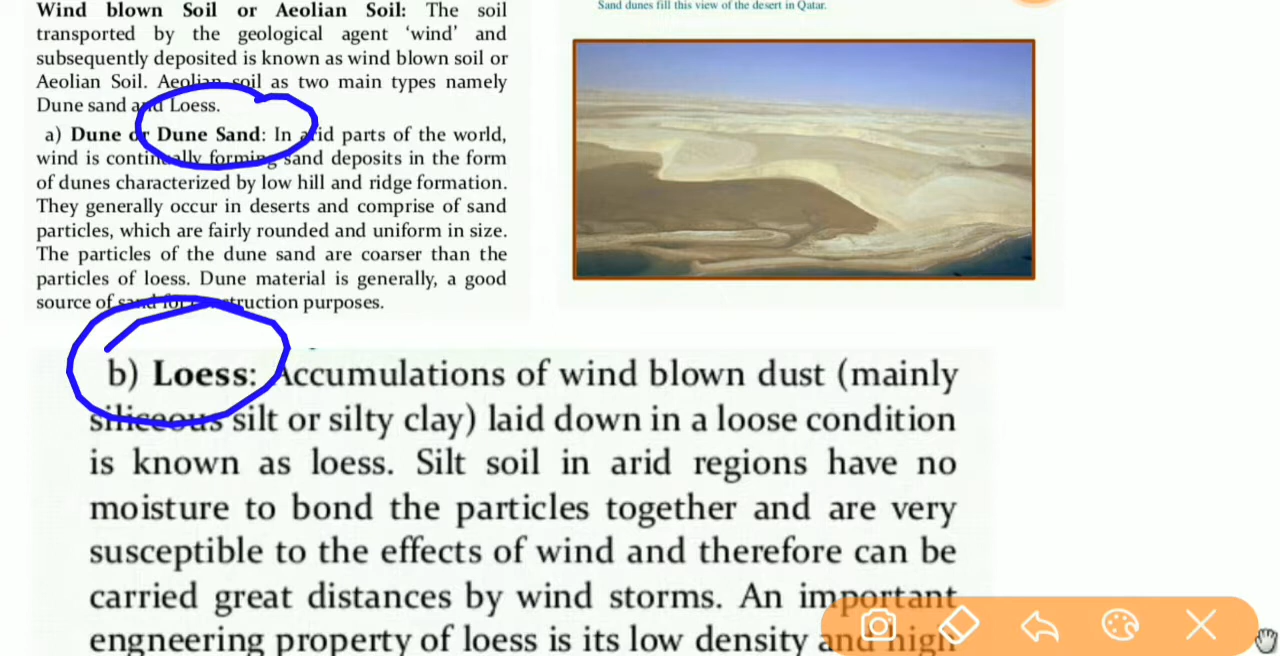 Wind blown Soil or Aeolian Soil: The soil
transported by the geological agent ‘wind’ and
subsequently deposited is known as wind blown soil or
Aeolian Soil. Aeolian soil as two main types namely
Dune sand and Loess.
a) Dune or Dune Sand: In arid parts of the world,
wind is continually forming sand deposits in the form
of dunes characterized by low hill and ridge formation.
They generally occur in deserts and comprise of sand
particles, which are fairly rounded and uniform in size.
The particles of the dune sand are coarser than the
particles of loess. Dune material is generally, a good
source of sand for construction purposes.
Sand dunes fill this view of the desert in Qatar.
b) Loess: Accumulations of wind blown dust (mainly
siliceous silt or silty clay) laid down in a loose condition
is known as loess. Silt soil in arid regions have no
moisture to bond the particles together and are very
susceptible to the effects of wind and therefore can be
carried great distances by wind storms. An important
engneering property of loess is its low density and high